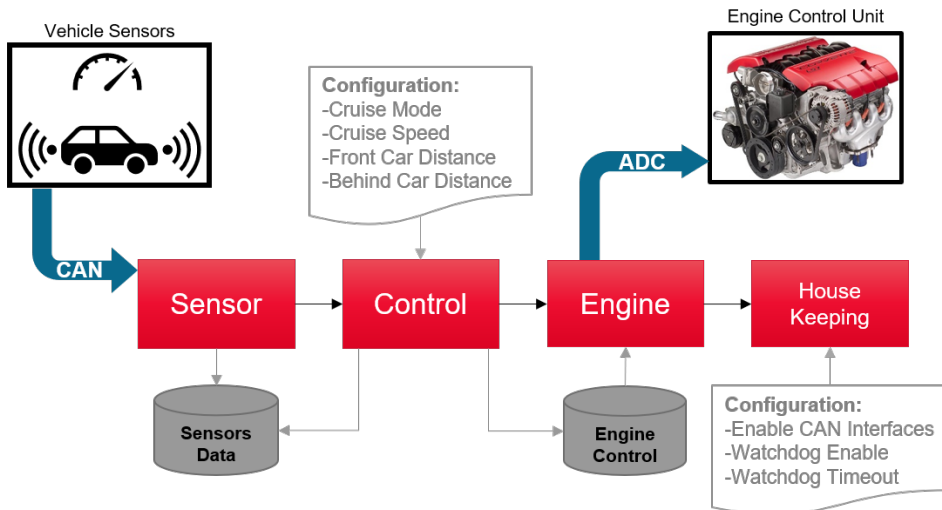 Vehicle Sensors
Engine Control Unit
Configuration:
-Cruise Mode
-Cruise Speed
-Front Car Distance
-Behind Car Distance
ADC
CAN
Sensor
Control
Engine
House
Keeping
Sensors
Data
Engine
Control
Configuration:
-Enable CAN Interfaces
-Watchdog Enable
-Watchdog Timeout